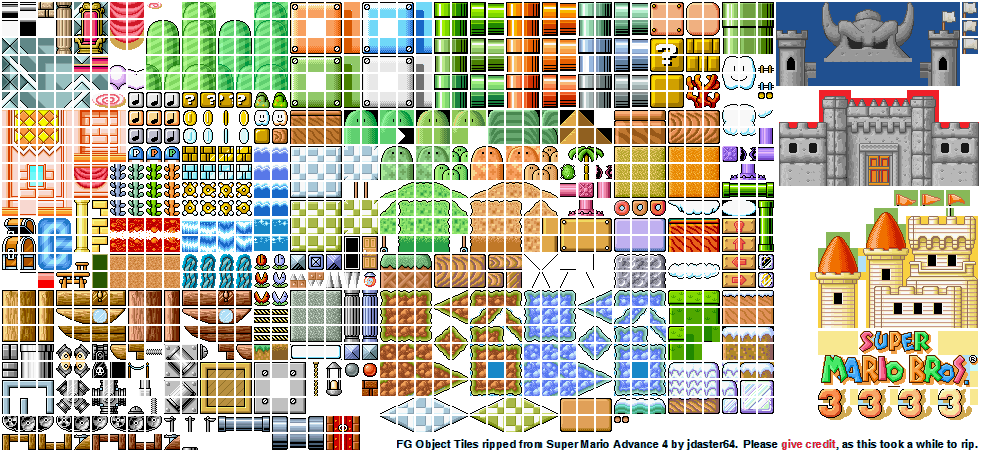 ?
P P P
SUPER
MARIO BROS.®
3 3 3 3
FG Object Tiles ripped from Super Mario Advance 4 by jdaster64. Please give credit, as this took a while to rip.